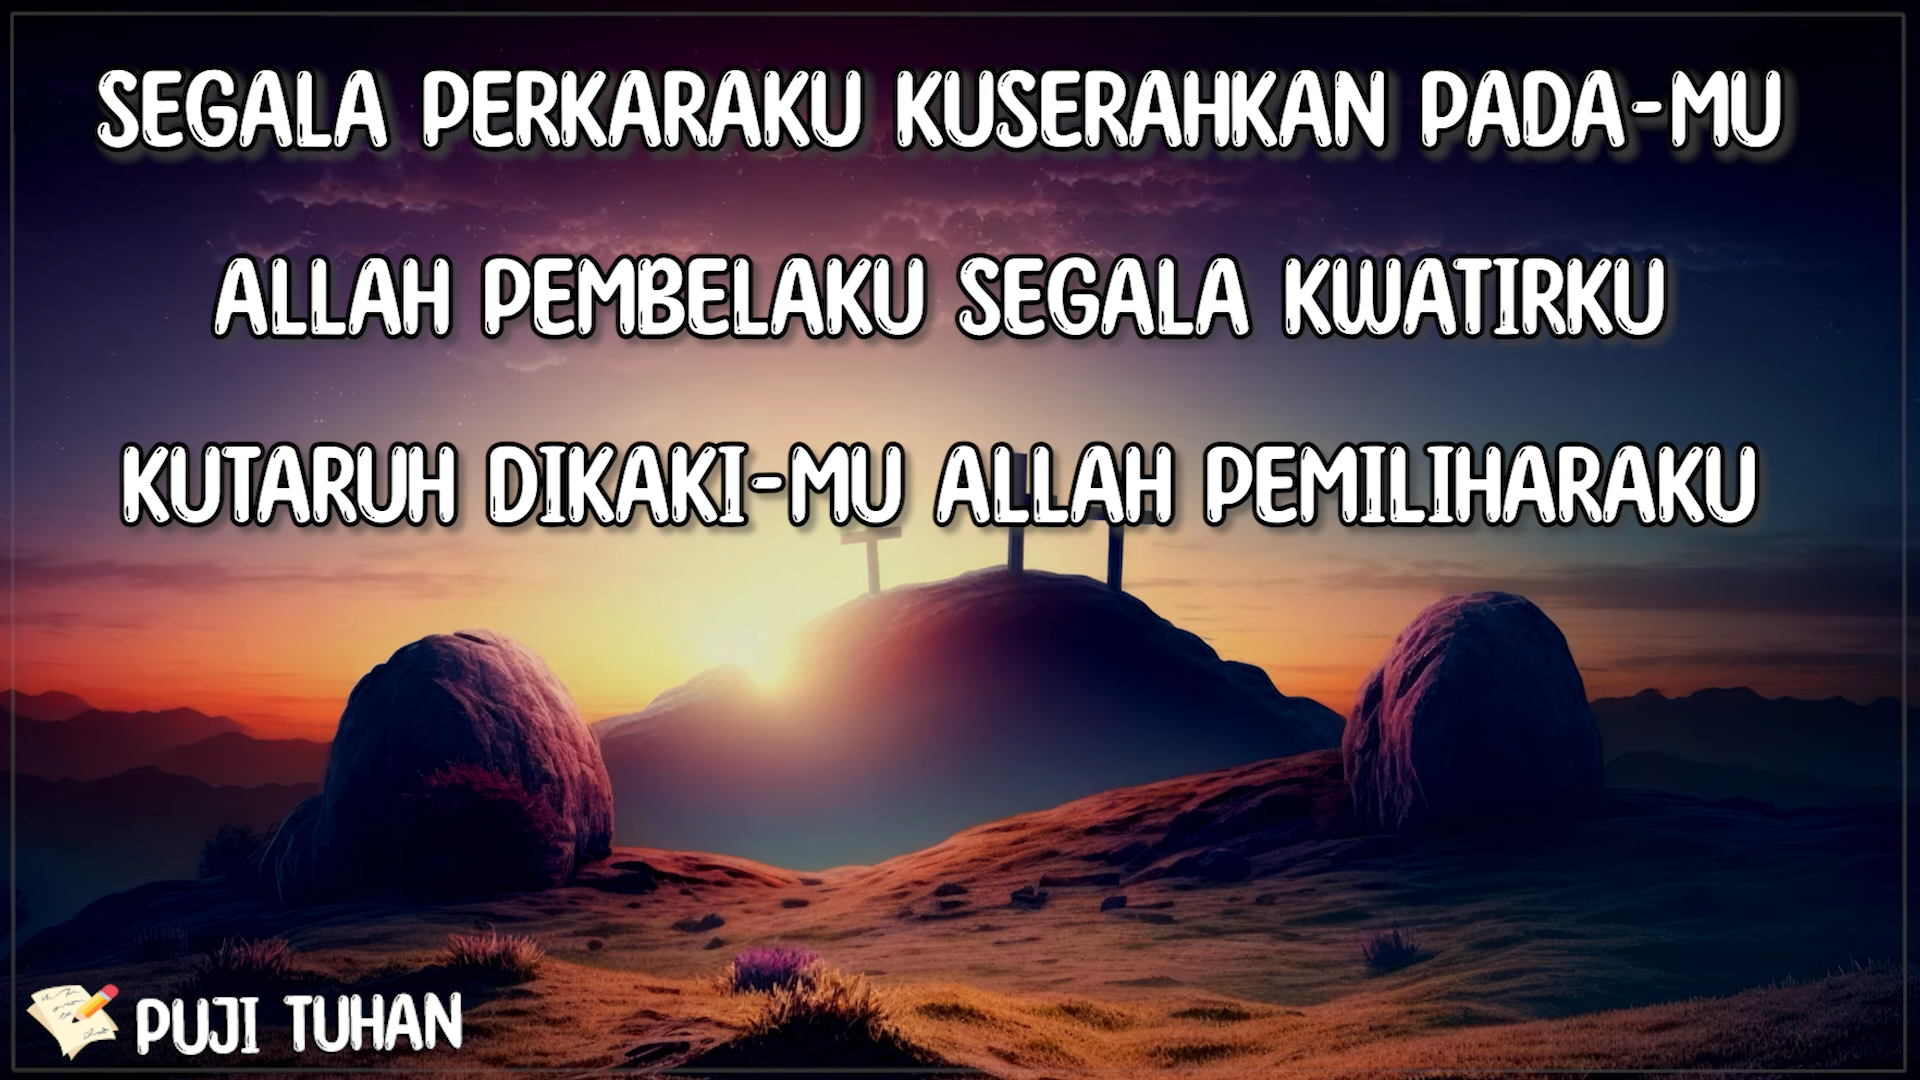 SEGALA PERKARAKU KUSERAHKAN PADA-MU
ALLAH PEMBELAKU SEGALA KWATIRKU
KUTARUH DIKAKI-MU ALLAH PEMILIHARAKU
PUJI TUHAN